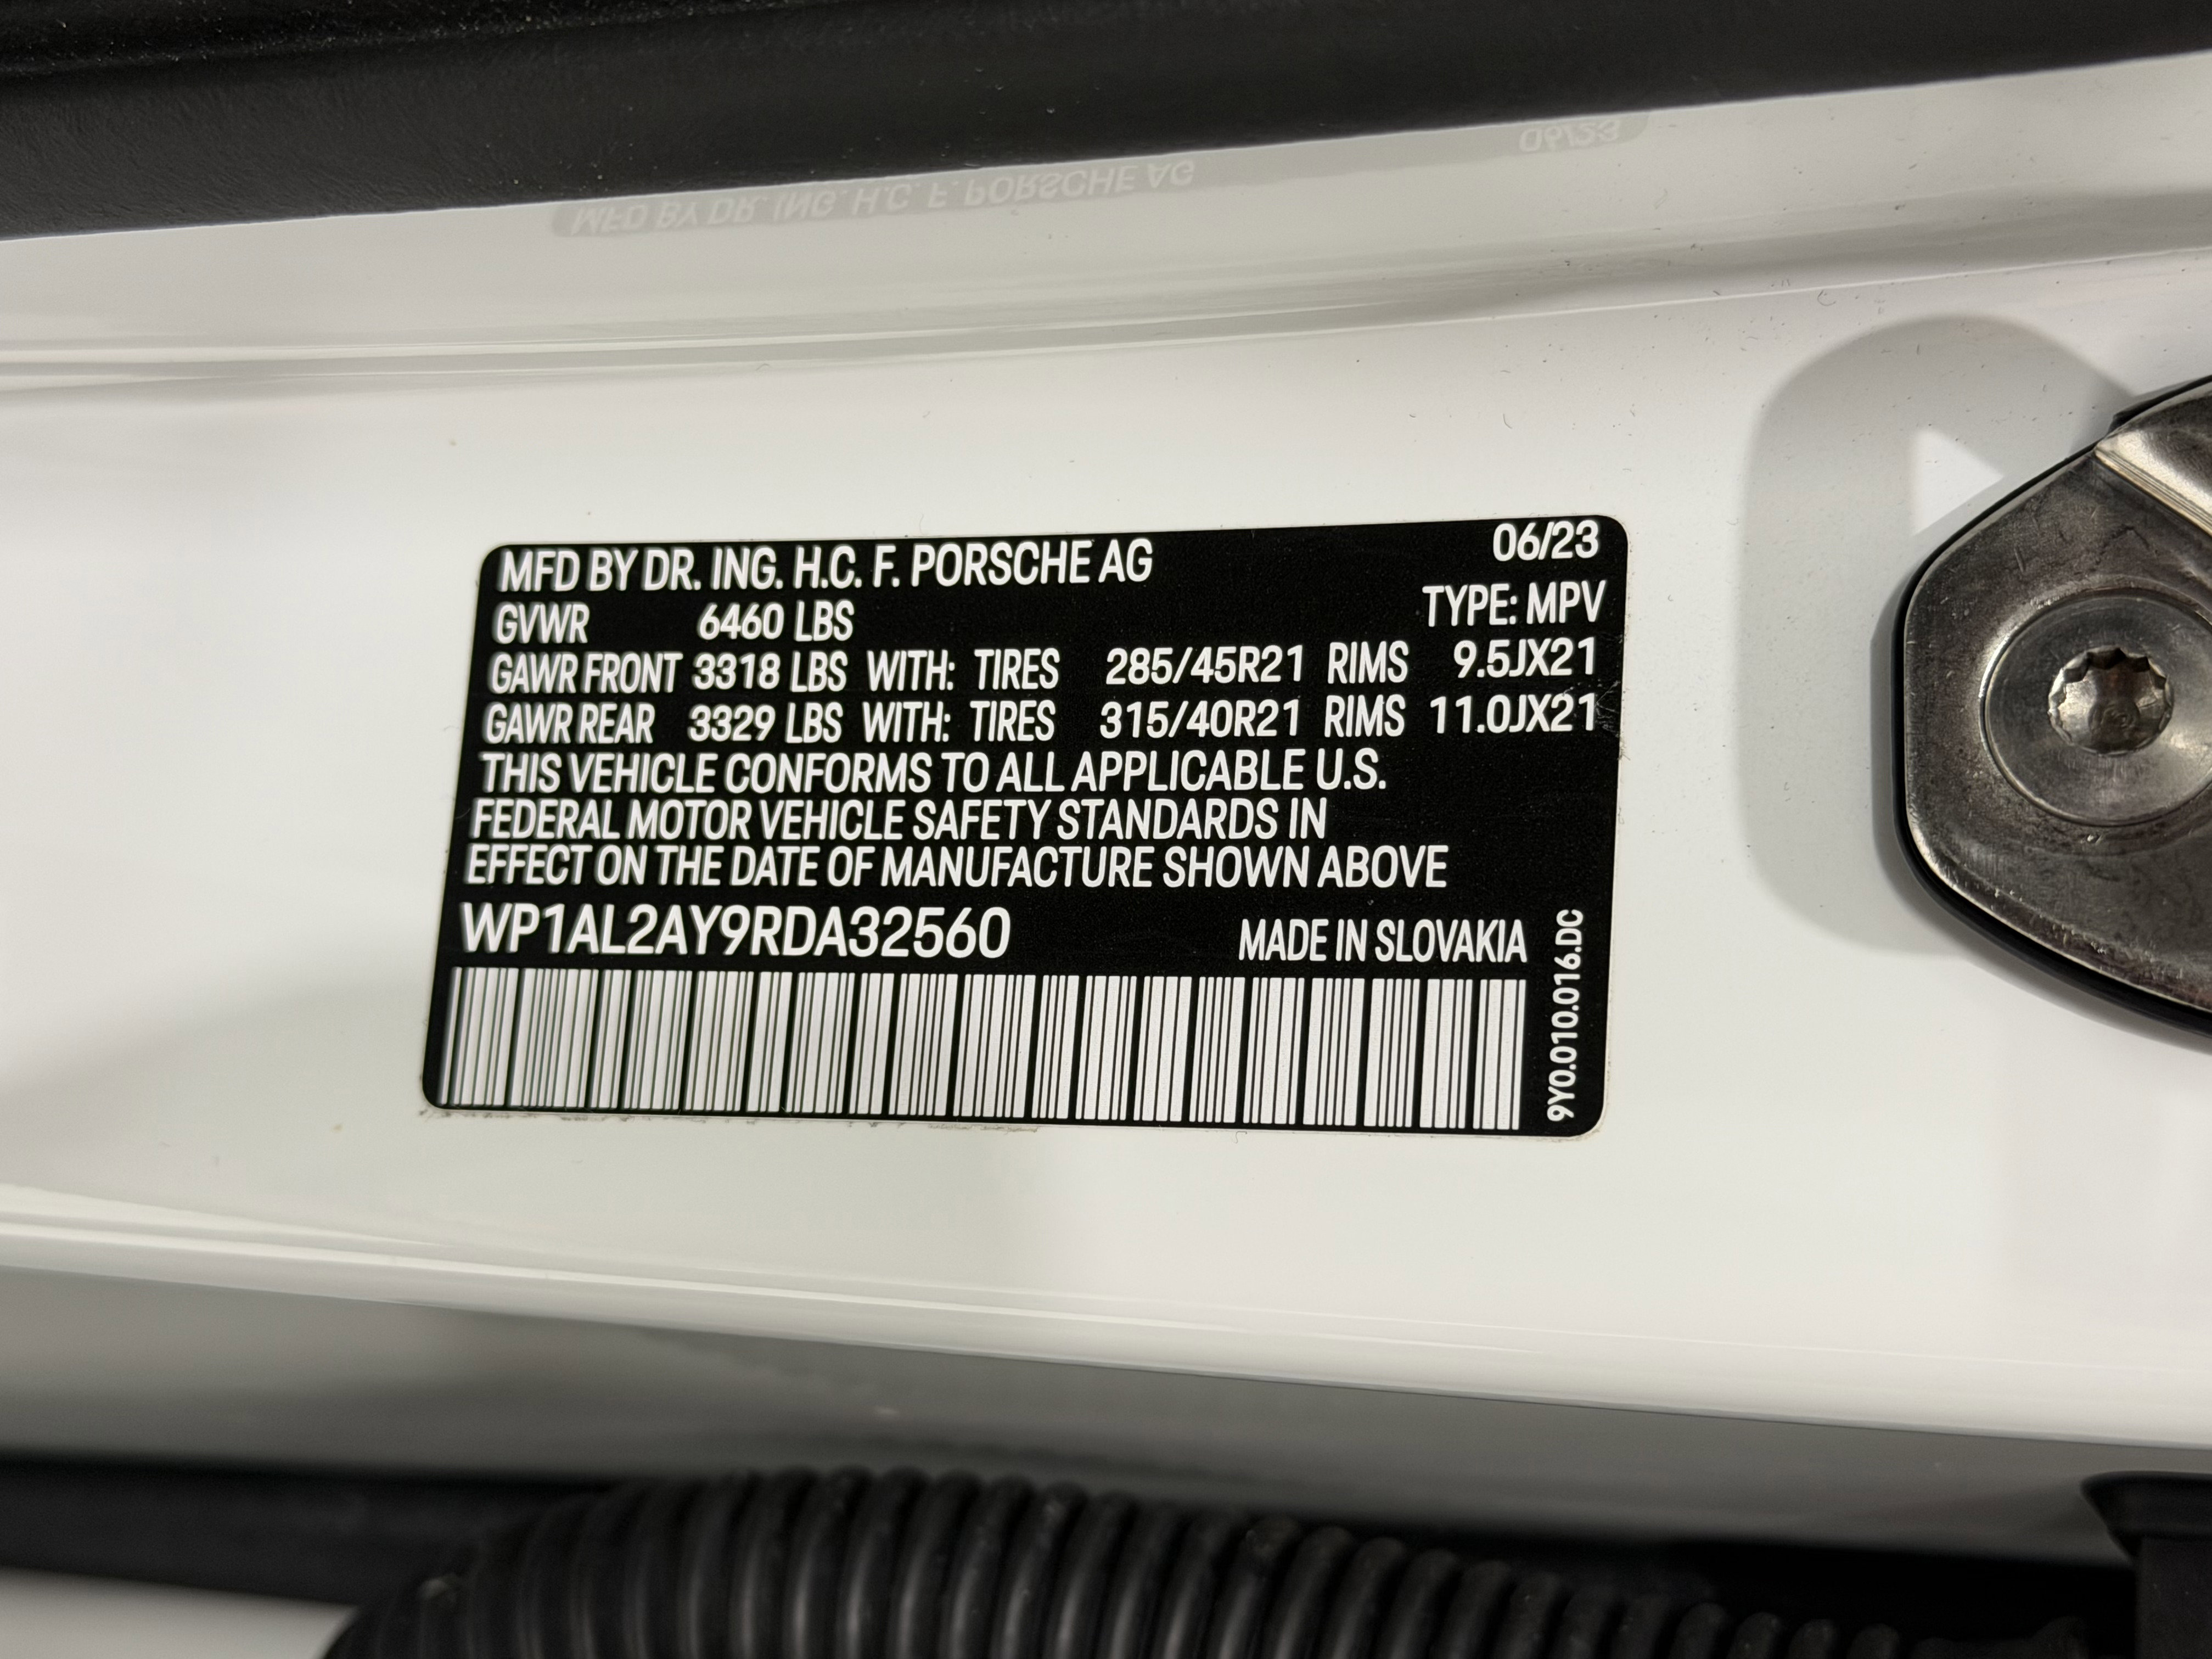 MFD BY DR. ING. H.C. F. PORSCHE AG 06/23
GVWR 6460 LBS TYPE: MPV
GAWR FRONT 3318 LBS WITH: TIRES 285/45R21 RIMS 9.5JX21
GAWR REAR 3329 LBS WITH: TIRES 315/40R21 RIMS 11.0JX21
THIS VEHICLE CONFORMS TO ALL APPLICABLE U.S.
FEDERAL MOTOR VEHICLE SAFETY STANDARDS IN
EFFECT ON THE DATE OF MANUFACTURE SHOWN ABOVE
WP1AL2AY9RDA32560 MADE IN SLOVAKIA
9Y0.010.016.DC